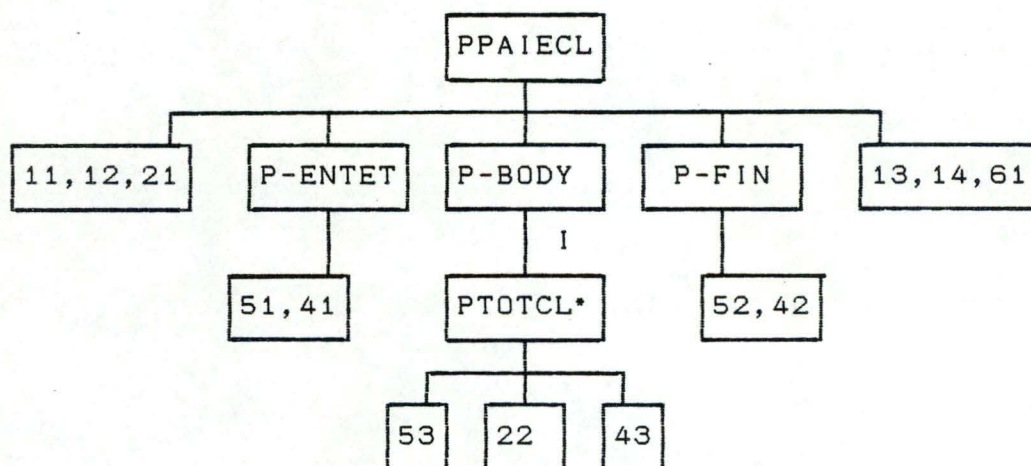 PPAIECL
11,12,21 P-ENTET P-BODY P-FIN 13,14,61
I
51,41 PTOTCL* 52,42
53 22 43